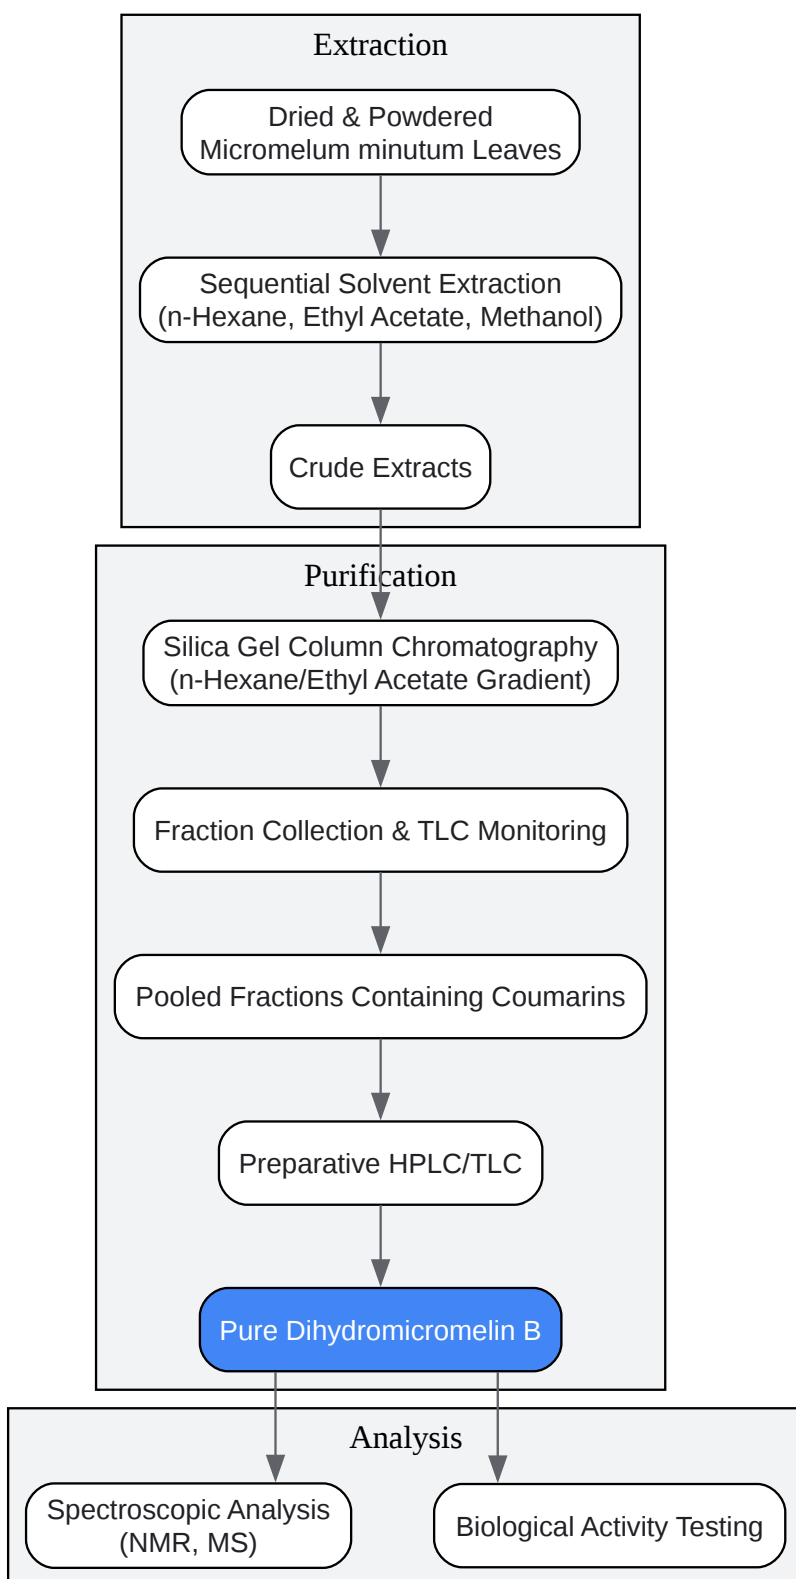 Extraction
Dried & Powdered
Micromelum minutum Leaves
Sequential Solvent Extraction
(n-Hexane, Ethyl Acetate, Methanol)
Crude Extracts
Purification
Silica Gel Column Chromatography
(n-Hexane/Ethyl Acetate Gradient)
Fraction Collection & TLC Monitoring
Pooled Fractions Containing Coumarins
Preparative HPLC/TLC
Pure Dihydromicromelin B
Analysis
Spectroscopic Analysis
(NMR, MS)
Biological Activity Testing